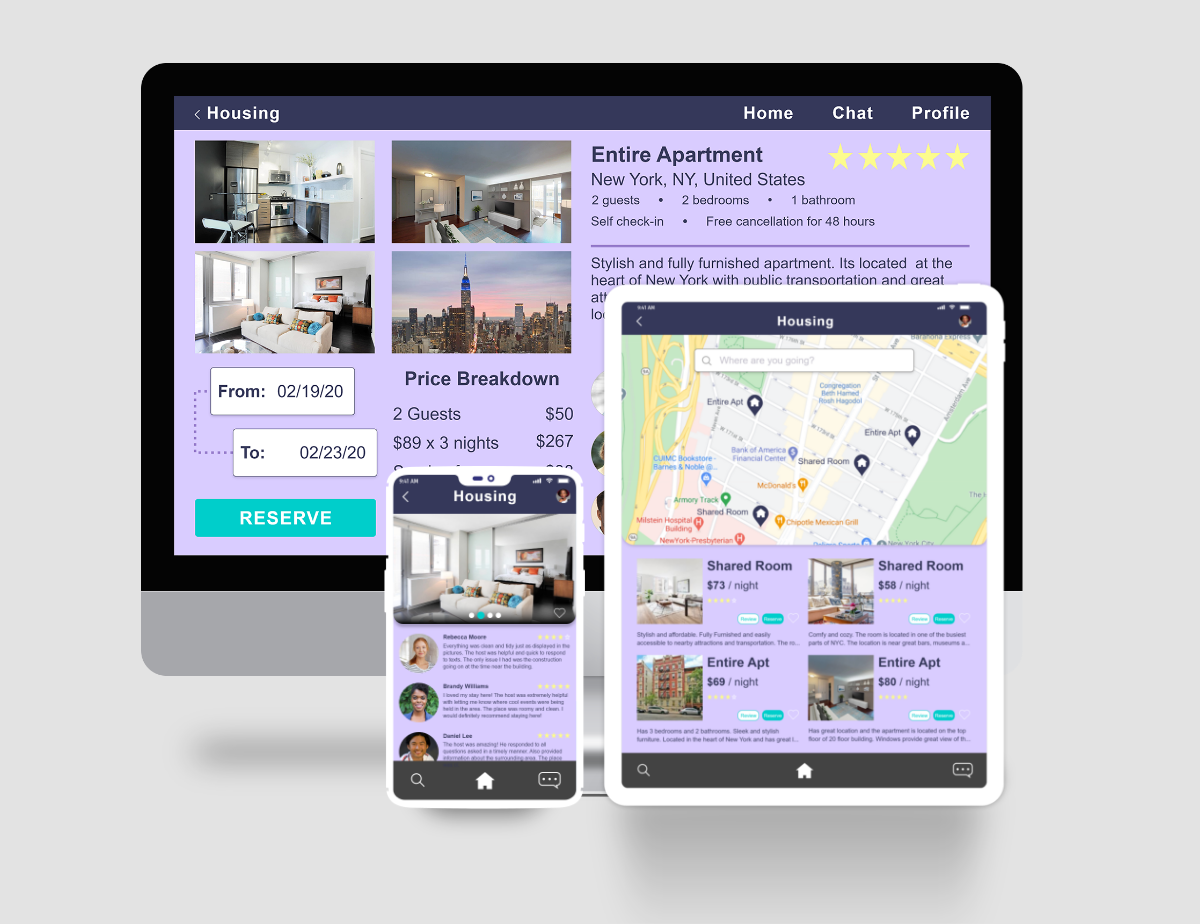 Housing
Home Chat Profile
Entire Apartment
New York, NY, United States
2 guests • 2 bedrooms • 1 bathroom
Self check-in • Free cancellation for 48 hours
Stylish and fully furnished apartment. Its located at the
heart of New York with public transportation and great
From: 02/19/20
To: 02/23/20
RESERVE
Price Breakdown
2 Guests $50
$89 x 3 nights $267
9:41 AM
Housing
Rebecca Moore
Everything was clean and tidy just as displayed in the
pictures. The host was helpful and quick to respond
to texts. The only issue I had was the construction
going on at the time near the building.
Brandy Williams
I loved my stay here! The host was extremely helpful
with letting me know where cool events were being
held in the area. The place was roomy and clean. I
would definitely recommend staying here!
Daniel Lee
The host was amazing! He responded to all
questions asked in a timely manner. Also provided
information about the surrounding area. The place
9:41 AM
Housing
Where are you going?
W 176th St
Baranona Express
Congregation
Beth Hamed
Rosh Hagodol
Entire Apt
Amsterdam Ave
W 171st St
W 172nd St
W 173rd St
Entire Apt
Bank of America
Financial Center
Shared Room
CUIMC Bookstore -
Barnes & Noble @...
McDonald's
Armory Track
Shared Room
The H
Milstein Hospital
Building
Chipotle Mexican Grill
NewYork-Presbyterian
New York City
Shared Room
$73 / night
Review Reserve
Stylish and affordable. Fully Furnished and easily
accessible to nearby attractions and transportation. The ro...
Shared Room
$58 / night
Review Reserve
Comfy and cozy. The room is located in one of the busiest
parts of NYC. The location is near great bars, museums a...
Entire Apt
$69 / night
Review Reserve
Has 3 bedrooms and 2 bathrooms. Sleek and stylish
furniture. Located in the heart of New York and has great l...
Entire Apt
$80 / night
Review Reserve
Has great location and the apartment is located on the top
floor of 20 floor building. Windows provide great view of th...